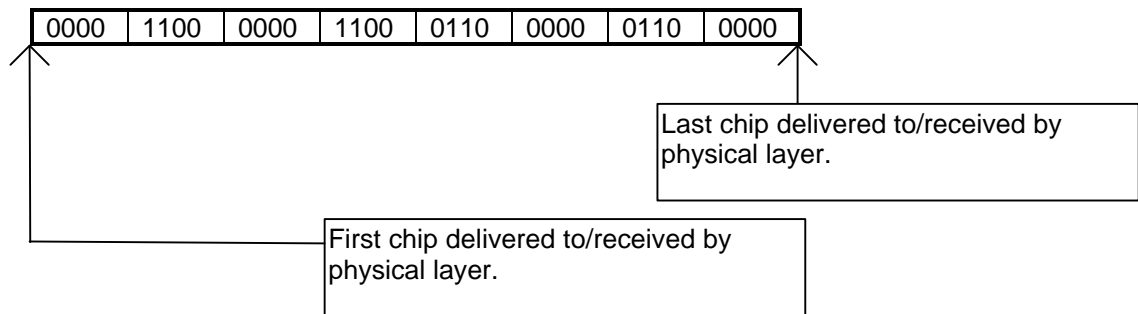 0000 1100 0000 1100 0110 0000 0110 0000
Last chip delivered to/received by
physical layer.
First chip delivered to/received by
physical layer.